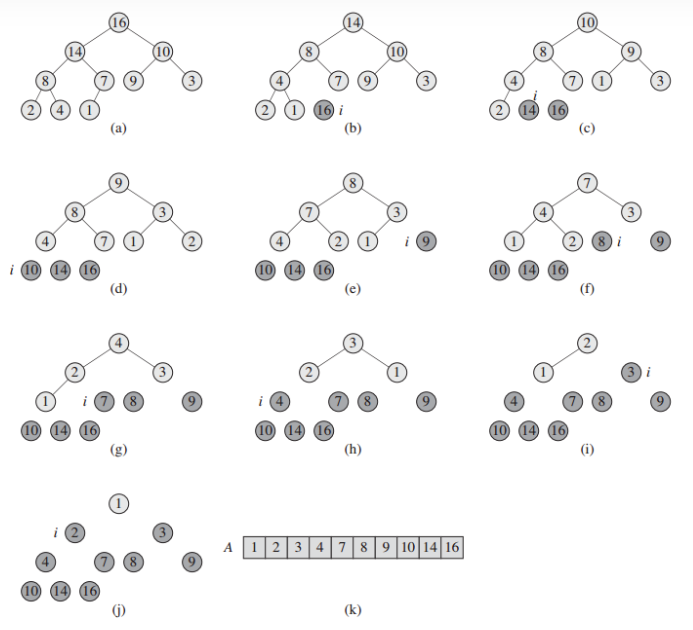 16
14
10
14 10
8 10
8 9
8 7 9 3
4 7 9 3
4 7 1 3
i
2 4 1
2 1 16 i
2 14 16
(a)
(b)
(c)
9
8
7
8 3
7 3
4 3
4 7 1 2
4 2 1 i 9
1 2 8 i 9
i 10 14 16
10 14 16
10 14 16
(d)
(e)
(f)
4
3
2
2 3
2 1
1 3 i
1 i 7 8 9
i 4 7 8 9
4 7 8 9
10 14 16
10 14 16
10 14 16
(g)
(h)
(i)
1
i 2 3
A 1 2 3 4 7 8 9 10 14 16
4 7 8 9
10 14 16
(j)
(k)